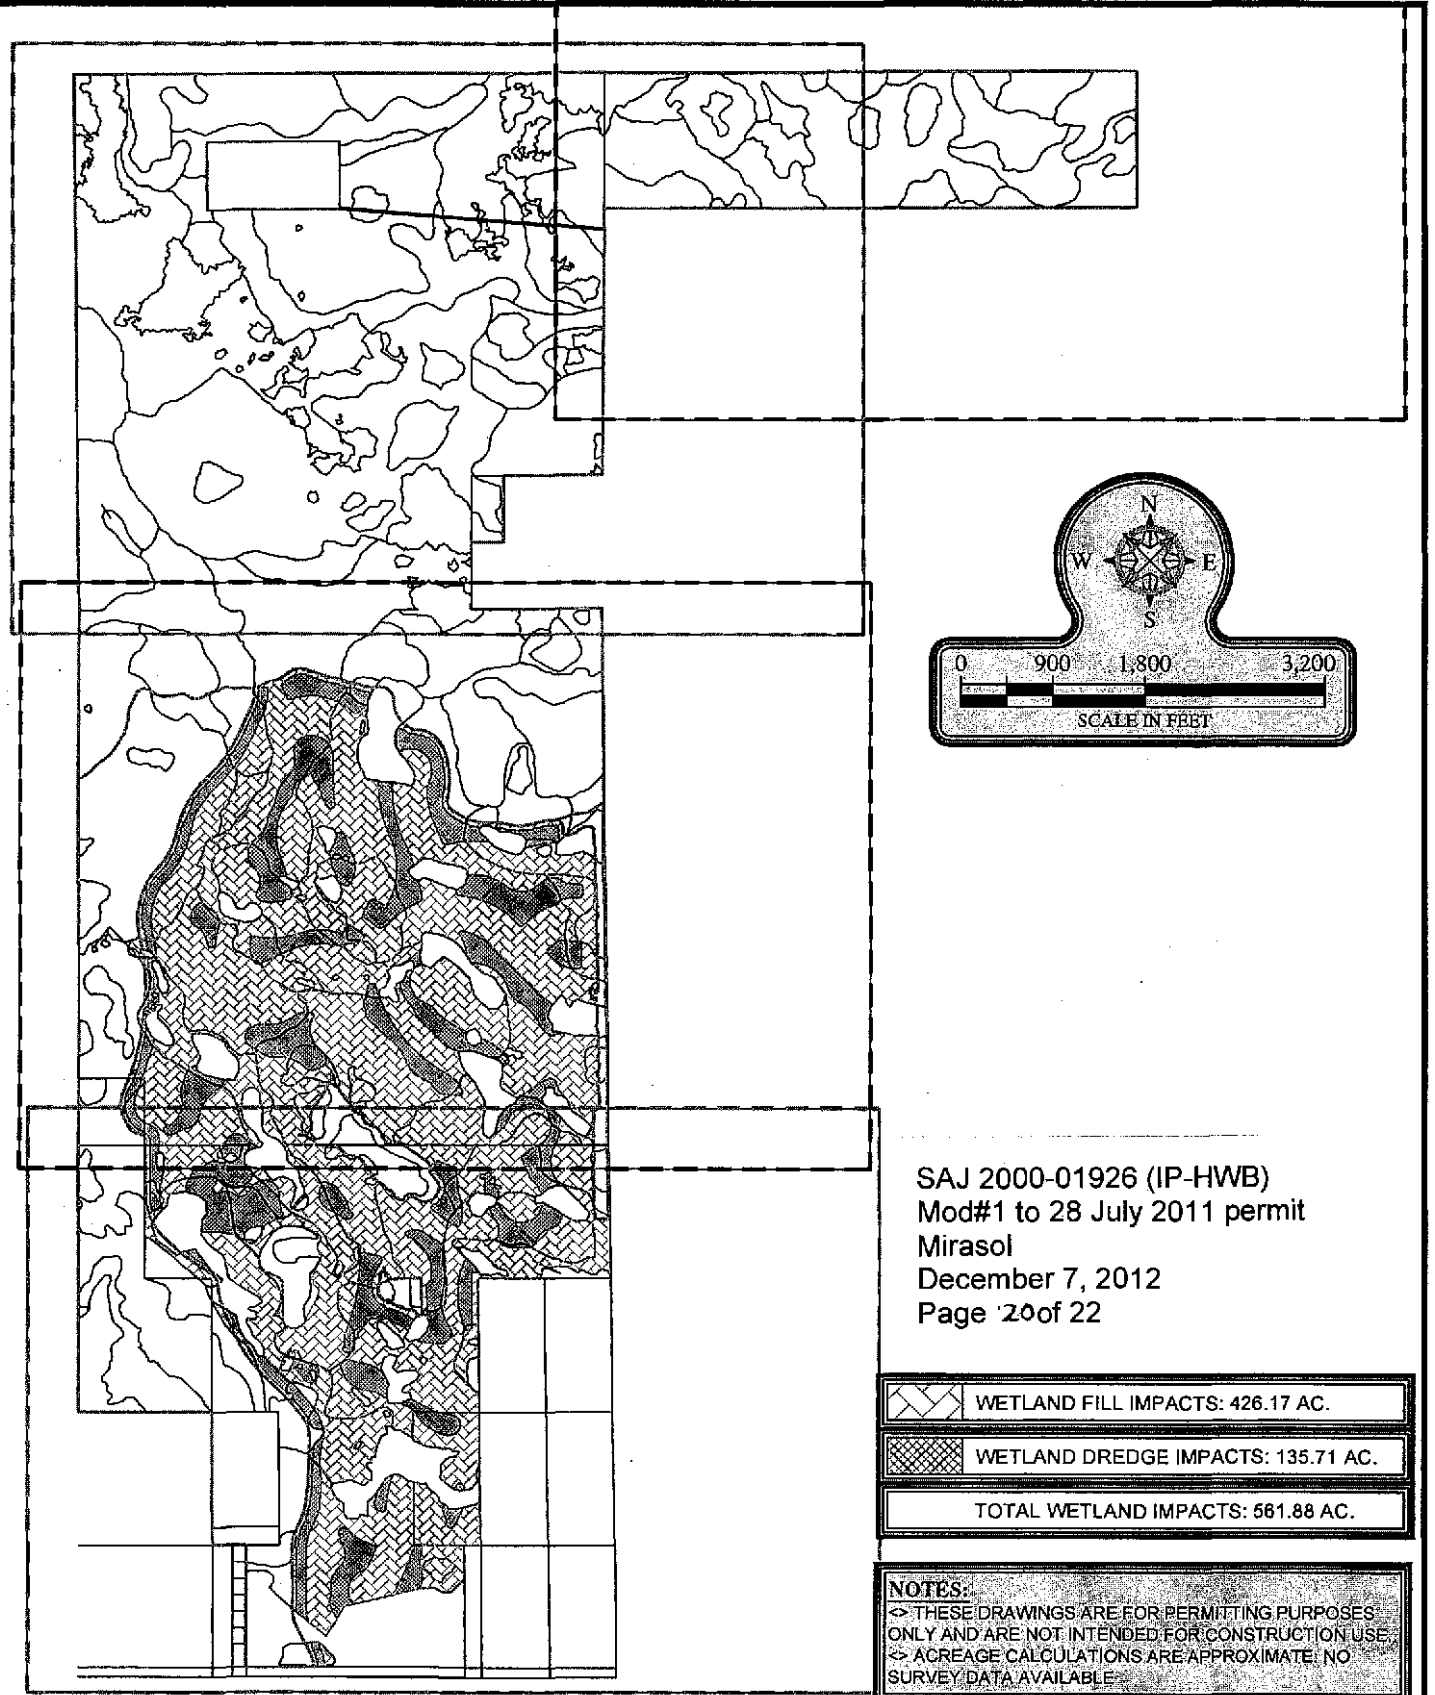 N
W E
S
0 900 1,800 3,200
SCALE IN FEET
SAJ 2000-01926 (IP-HWB)
Mod#1 to 28 July 2011 permit
Mirasol
December 7, 2012
Page 20of 22
WETLAND FILL IMPACTS: 426.17 AC.
WETLAND DREDGE IMPACTS: 135.71 AC.
TOTAL WETLAND IMPACTS: 561.88 AC.
NOTES:
<> THESE DRAWINGS ARE FOR PERMITTING PURPOSES
ONLY AND ARE NOT INTENDED FOR CONSTRUCTION USE.
<> ACREAGE CALCULATIONS ARE APPROXIMATE, NO
SURVEY DATA AVAILABLE